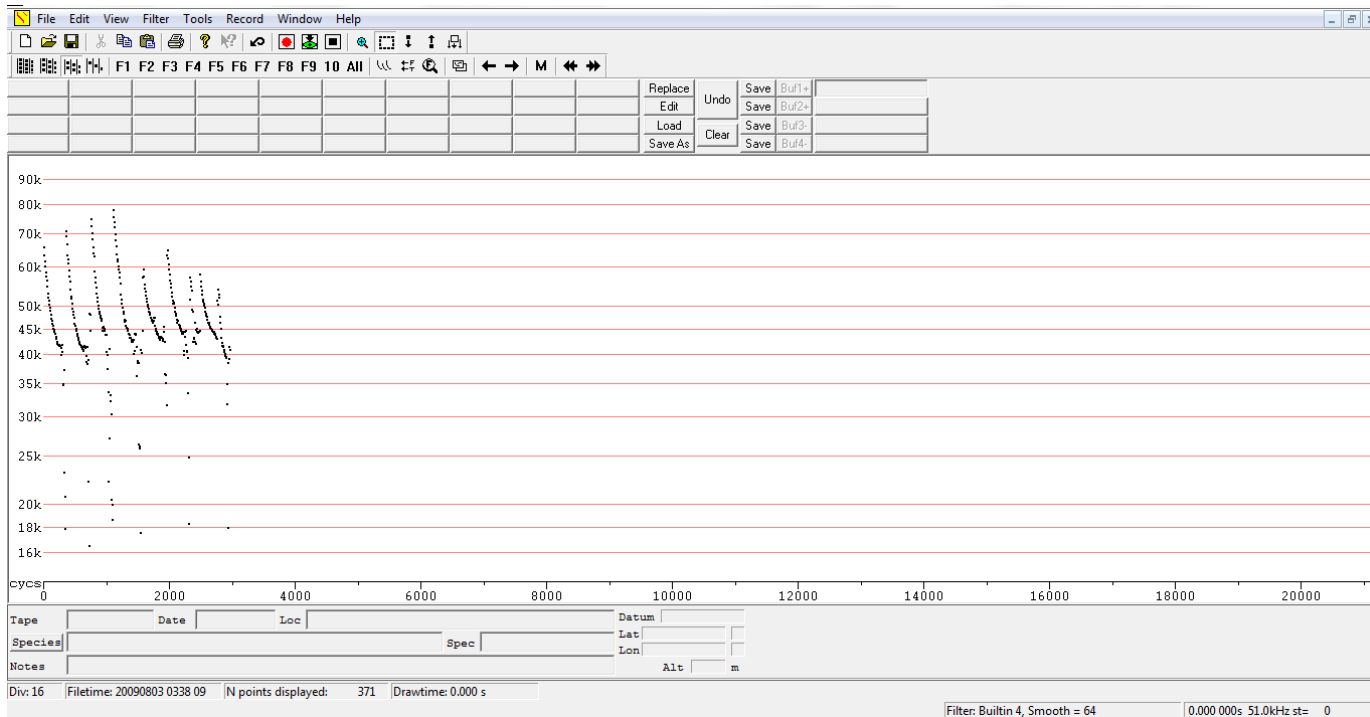 File Edit View Filter Tools Record Window Help
F1 F2 F3 F4 F5 F6 F7 F8 F9 10 All M
Replace Undo Save Buf1+
Edit Save Buf2+
Load Clear Save Buf3-
Save As Save Buf4-
90k
80k
70k
60k
50k
45k
40k
35k
30k
25k
20k
18k
16k
cycs
0 2000 4000 6000 8000 10000 12000 14000 16000 18000 20000
Tape Date Loc Datum
Species Spec Lat
Lon
Notes Alt m
Div: 16 Filetime: 20090803 0338 09 N points displayed: 371 Drawtime: 0.000 s
Filter: Builtin 4, Smooth = 64 0.000 000s 51.0kHz st= 0